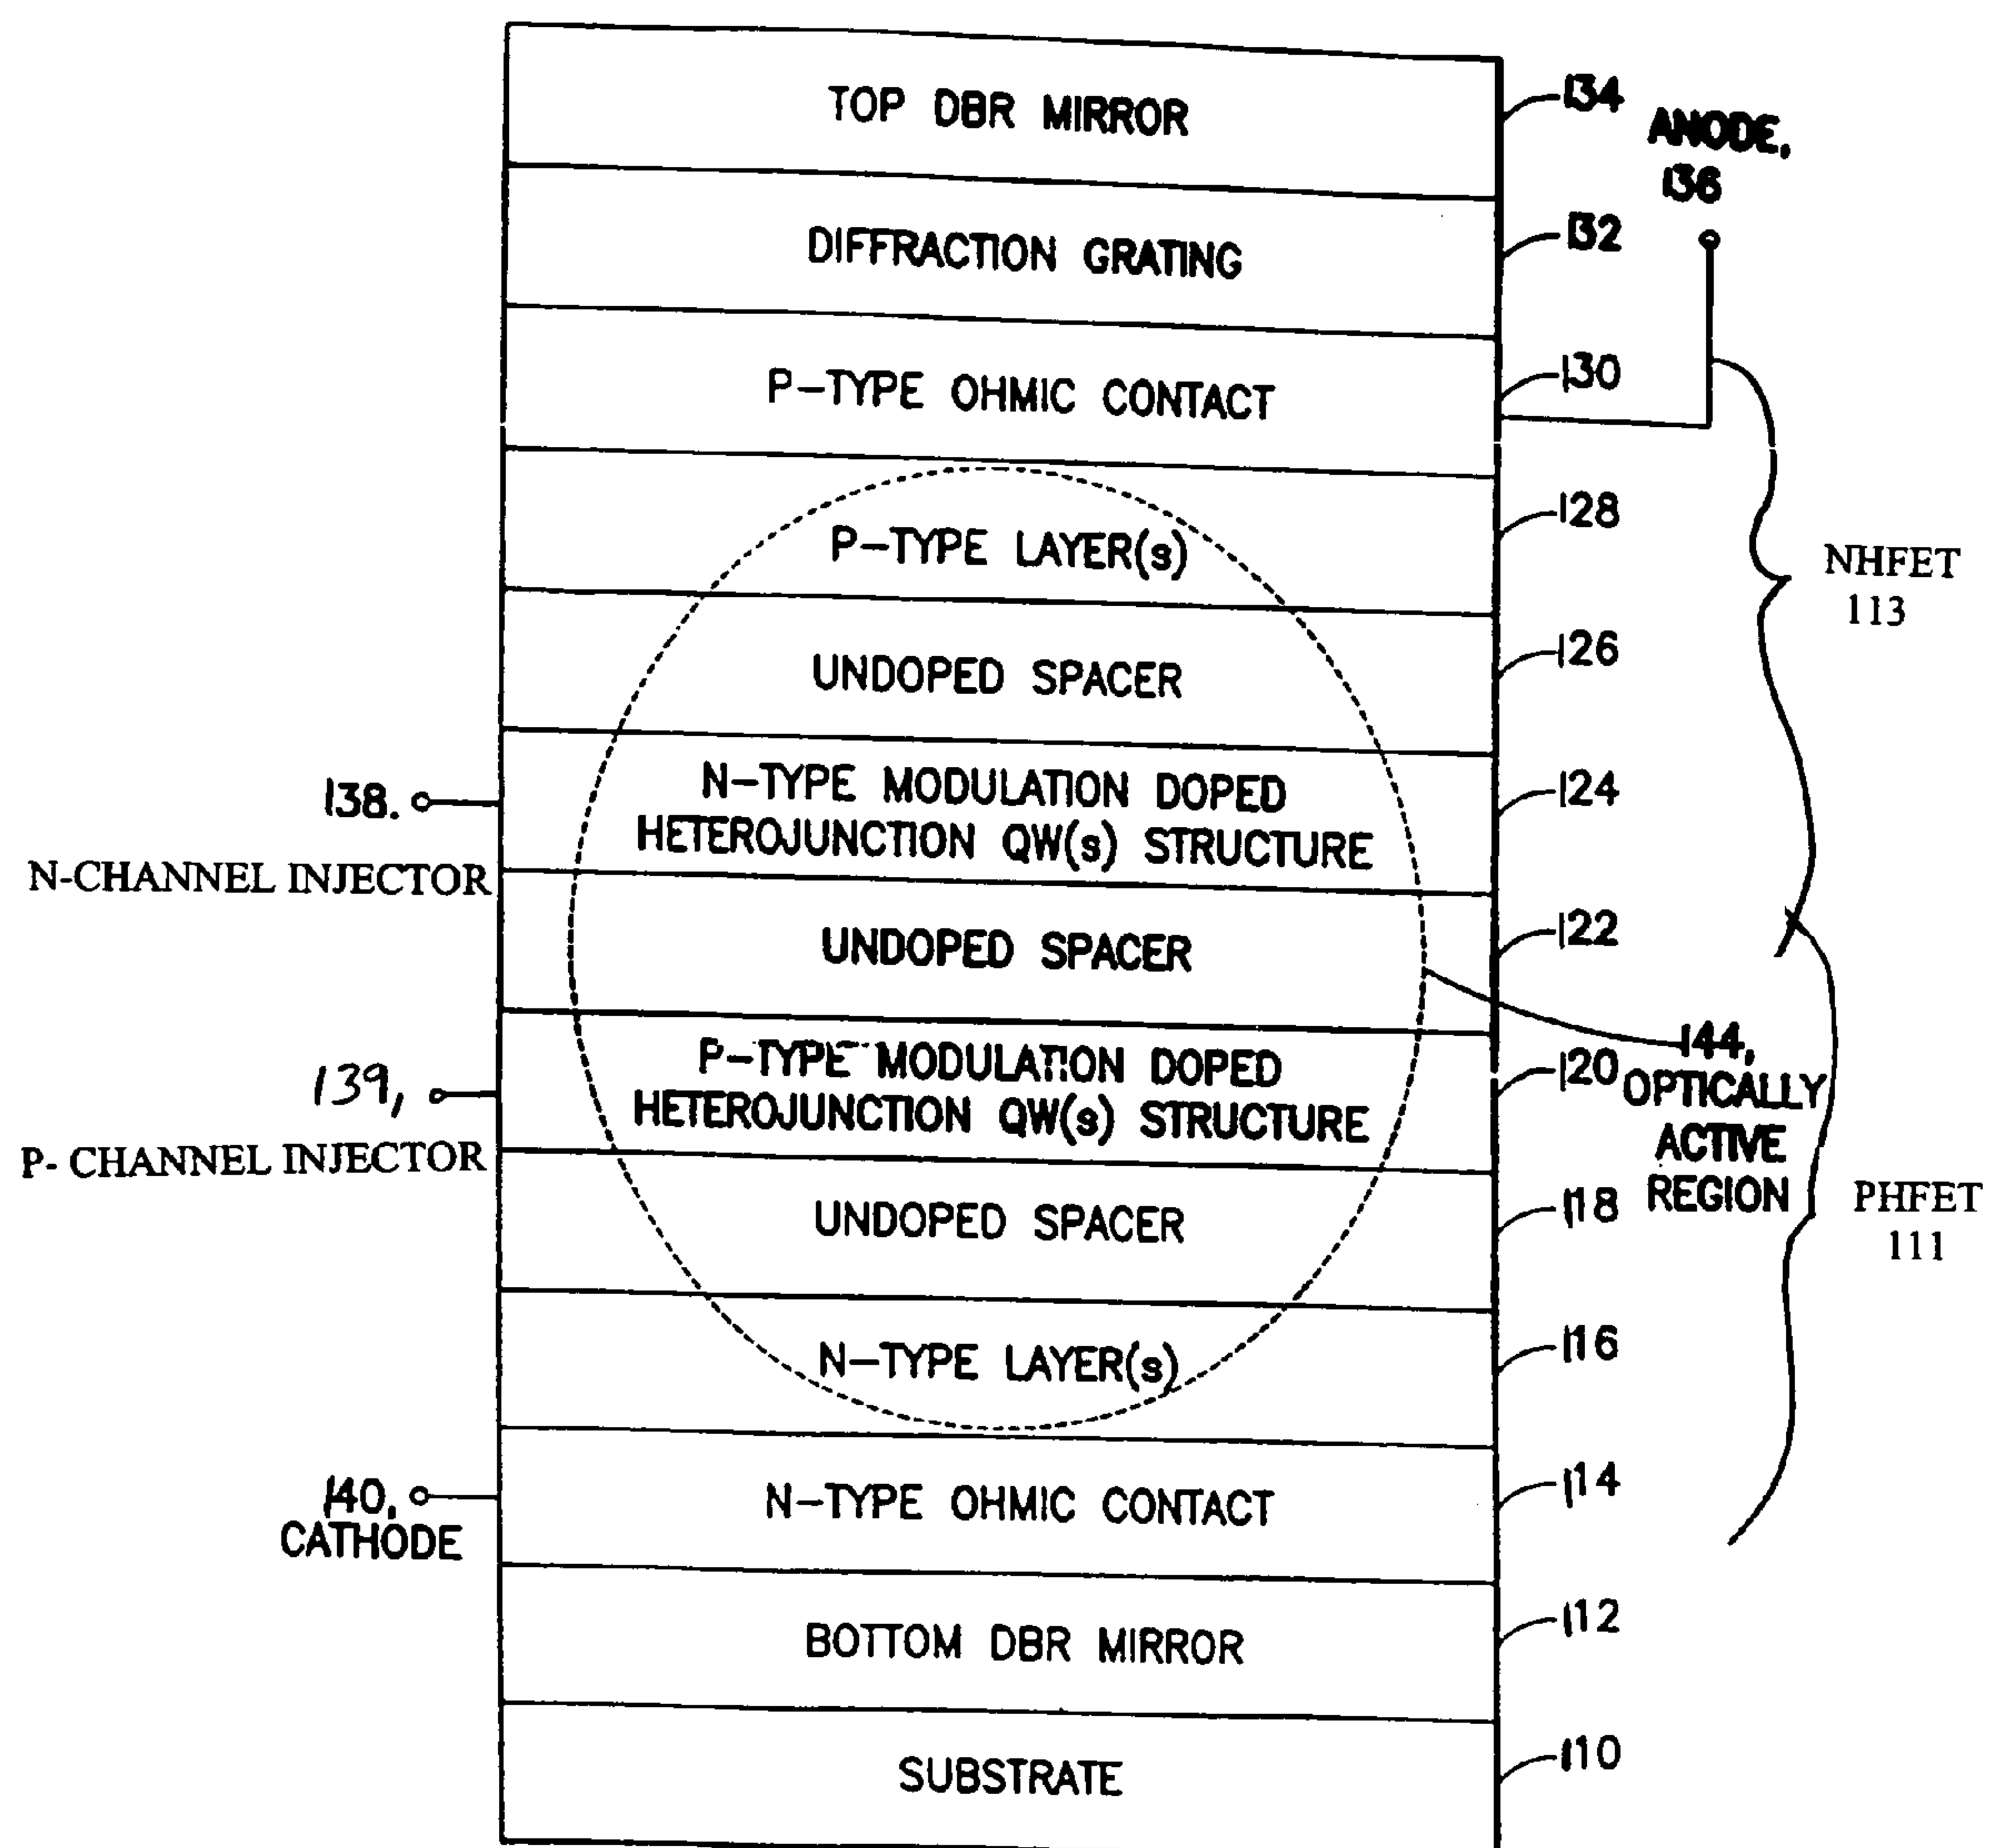 TOP DBR MIRROR
134
ANODE,
136
DIFFRACTION GRATING
132
P-TYPE OHMIC CONTACT
130
P-TYPE LAYER(s)
128
NHFET
113
UNDOPED SPACER
126
138.
N-CHANNEL INJECTOR
N-TYPE MODULATION DOPED
HETEROJUNCTION QW(s) STRUCTURE
124
UNDOPED SPACER
122
139,
P- CHANNEL INJECTOR
P-TYPE MODULATION DOPED
HETEROJUNCTION QW(s) STRUCTURE
120
144,
OPTICALLY
ACTIVE
REGION
UNDOPED SPACER
118
PHFET
111
N-TYPE LAYER(s)
116
140,
CATHODE
N-TYPE OHMIC CONTACT
114
BOTTOM DBR MIRROR
112
SUBSTRATE
110